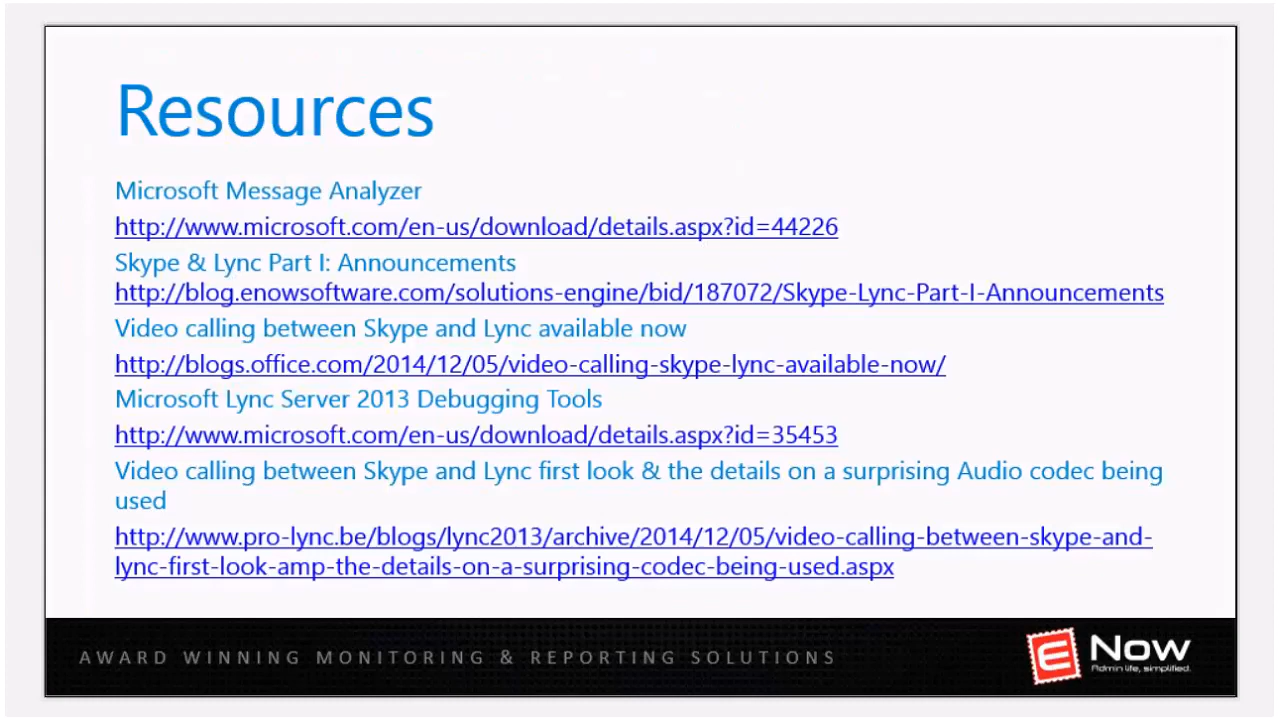 Resources
Microsoft Message Analyzer
http://www.microsoft.com/en-us/download/details.aspx?id=44226
Skype & Lync Part I: Announcements
http://blog.enowsoftware.com/solutions-engine/bid/187072/Skype-Lync-Part-I-Announcements
Video calling between Skype and Lync available now
http://blogs.office.com/2014/12/05/video-calling-skype-lync-available-now/
Microsoft Lync Server 2013 Debugging Tools
http://www.microsoft.com/en-us/download/details.aspx?id=35453
Video calling between Skype and Lync first look & the details on a surprising Audio codec being
used
http://www.pro-lync.be/blogs/lync2013/archive/2014/12/05/video-calling-between-skype-and-
lync-first-look-amp-the-details-on-a-surprising-codec-being-used.aspx
AWARD WINNING MONITORING & REPORTING SOLUTIONS
E Now
Admin life, simplified.